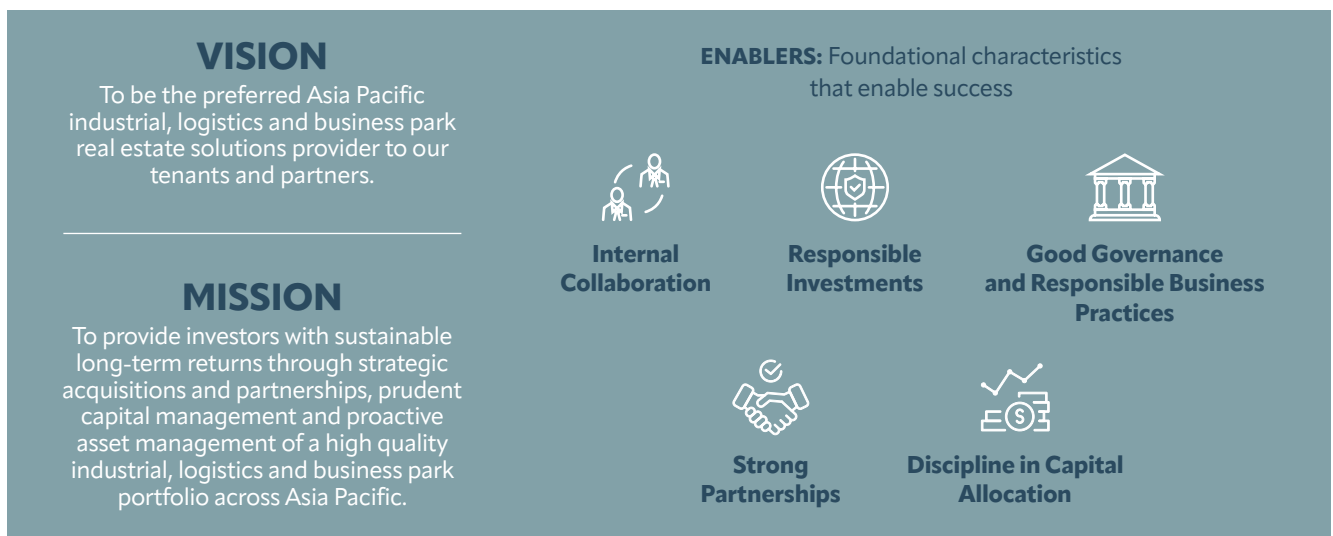 VISION
To be the preferred Asia Pacific
industrial, logistics and business park
real estate solutions provider to our
tenants and partners.
MISSION
To provide investors with sustainable
long-term returns through strategic
acquisitions and partnerships, prudent
capital management and proactive
asset management of a high quality
industrial, logistics and business park
portfolio across Asia Pacific.
ENABLERS: Foundational characteristics
that enable success
Internal
Collaboration
Responsible
Investments
Good Governance
and Responsible Business
Practices
$
Strong
Partnerships
Discipline in Capital
Allocation